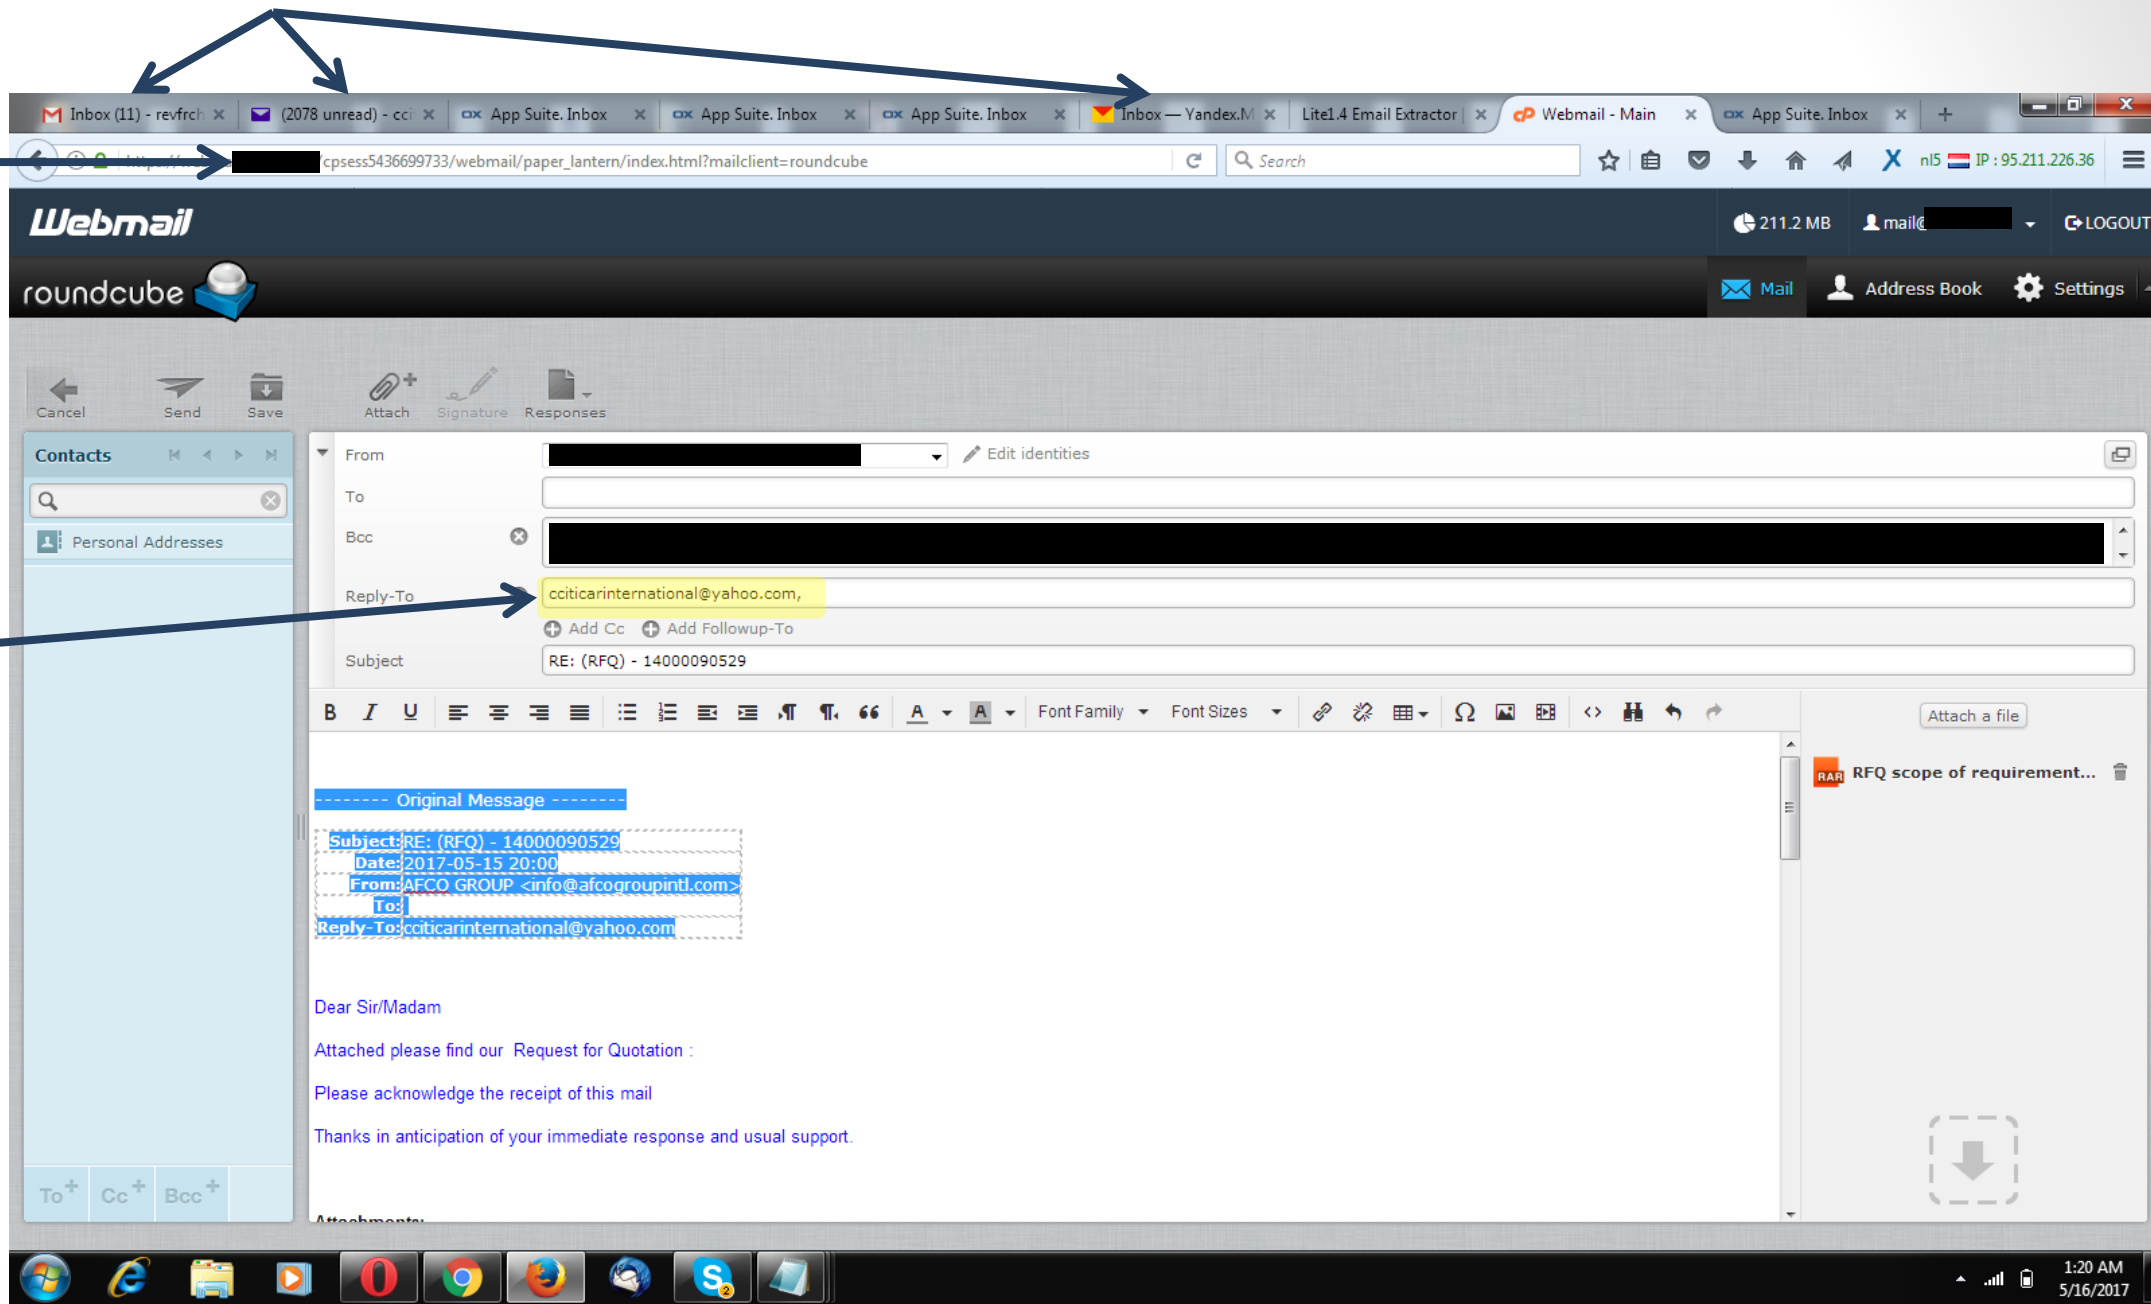 Inbox (11) - revfrch
(2078 unread) - cci
App Suite. Inbox
App Suite. Inbox
App Suite. Inbox
Inbox — Yandex.M
Lite1.4 Email Extractor |
Webmail - Main
App Suite. Inbox
/cpsess5436699733/webmail/paper_lantern/index.html?mailclient=roundcube
Search
nl5 IP : 95.211.226.36
Webmail
211.2 MB
mail@
LOGOUT
roundcube
Mail
Address Book
Settings
Cancel
Send
Save
Attach
Signature
Responses
Contacts
Personal Addresses
From
Edit identities
To
Bcc
Reply-To
cciticarinternational@yahoo.com,
Add Cc
Add Followup-To
Subject
RE: (RFQ) - 14000090529
Font Family
Font Sizes
Attach a file
RAR
RFQ scope of requirement...
-------- Original Message --------
Subject: RE: (RFQ) - 14000090529
Date: 2017-05-15 20:00
From: AFCO GROUP <info@afcogroupintl.com>
To:
Reply-To: cciticarinternational@yahoo.com
Dear Sir/Madam
Attached please find our Request for Quotation :
Please acknowledge the receipt of this mail
Thanks in anticipation of your immediate response and usual support.
Attachments:
To+
Cc+
Bcc+
1:20 AM
5/16/2017